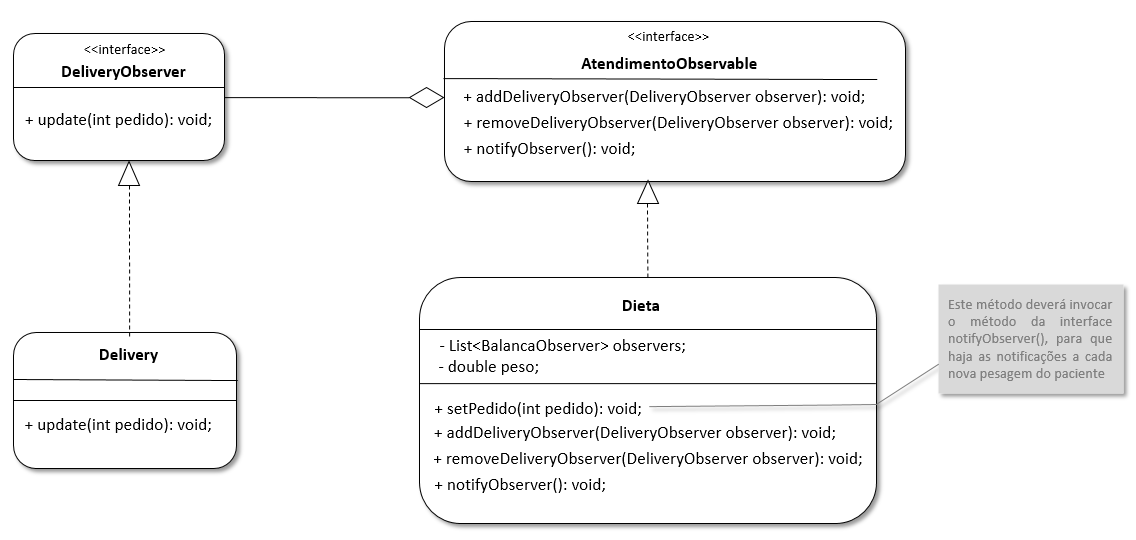 <<interface>>
DeliveryObserver
+ update(int pedido): void;
<<interface>>
AtendimentoObservable
+ addDeliveryObserver(DeliveryObserver observer): void;
+ removeDeliveryObserver(DeliveryObserver observer): void;
+ notifyObserver(): void;
Delivery
+ update(int pedido): void;
Dieta
- List<BalancaObserver> observers;
- double peso;
+ setPedido(int pedido): void;
+ addDeliveryObserver(DeliveryObserver observer): void;
+ removeDeliveryObserver(DeliveryObserver observer): void;
+ notifyObserver(): void;
Este método deverá invocar
o método da interface
notifyObserver(), para que
haja as notificações a cada
nova pesagem do paciente